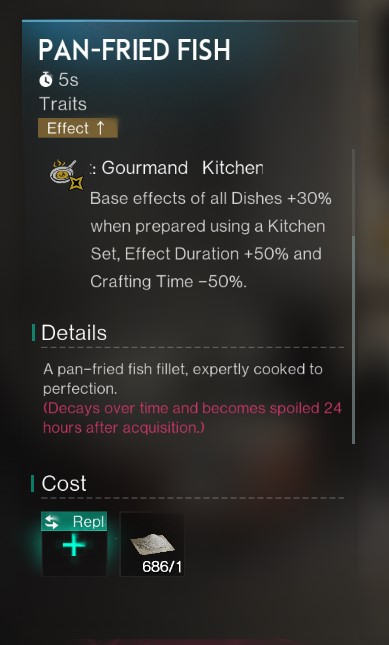 PAN-FRIED FISH
5s
Traits
Effect ↑
: Gourmand Kitchen
Base effects of all Dishes +30%
when prepared using a Kitchen
Set, Effect Duration +50% and
Crafting Time -50%.
Details
A pan-fried fish fillet, expertly cooked to
perfection.
(Decays over time and becomes spoiled 24
hours after acquisition.)
Cost
Repl
686/1